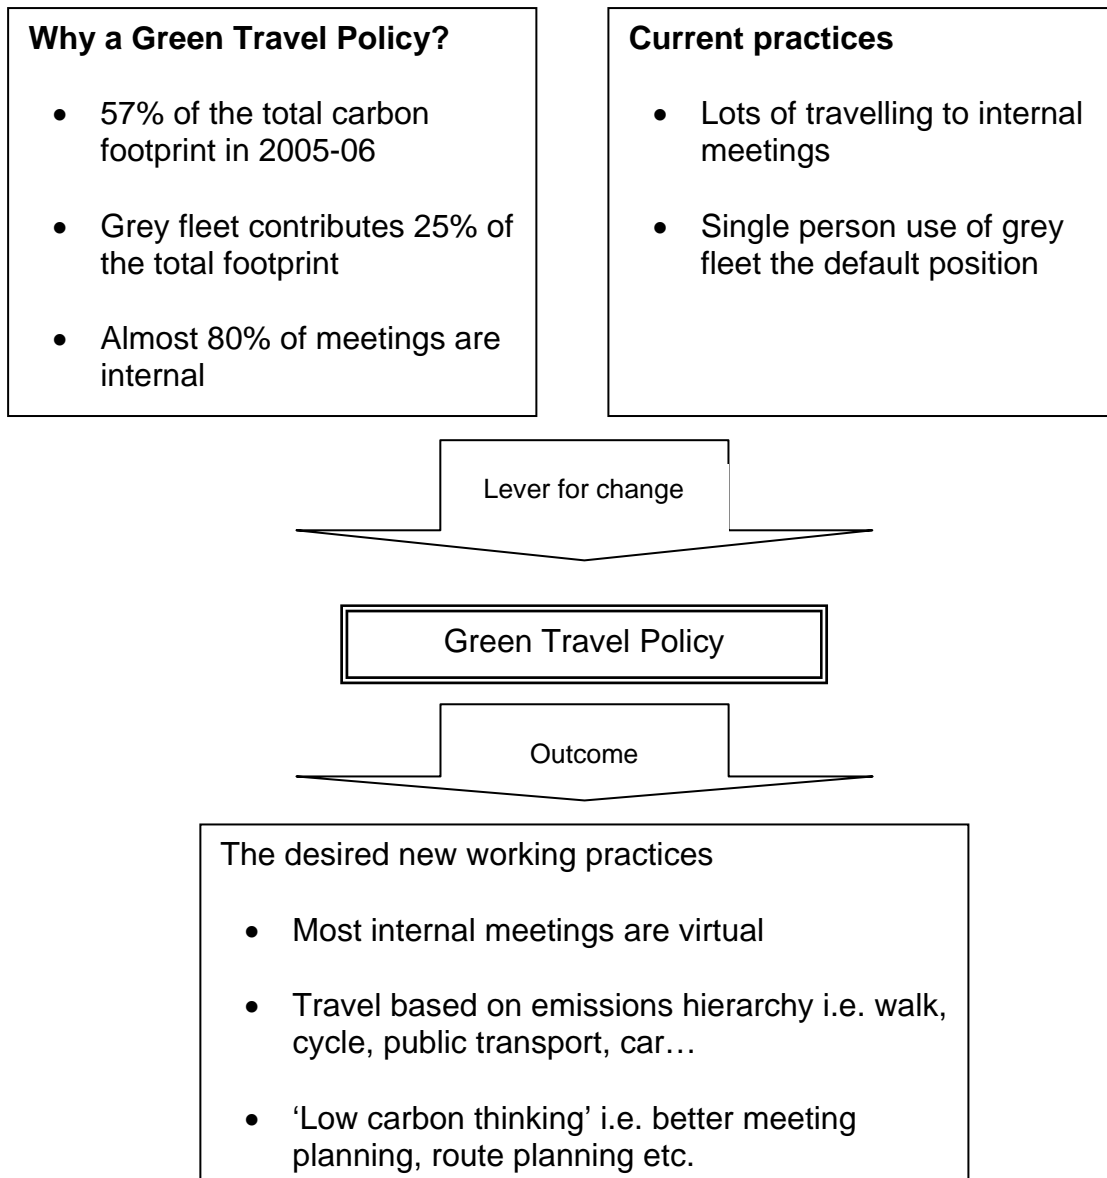 Why a Green Travel Policy?
• 57% of the total carbon
footprint in 2005-06
• Grey fleet contributes 25% of
the total footprint
• Almost 80% of meetings are
internal
Current practices
• Lots of travelling to internal
meetings
• Single person use of grey
fleet the default position
Lever for change
Green Travel Policy
Outcome
The desired new working practices
• Most internal meetings are virtual
• Travel based on emissions hierarchy i.e. walk,
cycle, public transport, car…
• ‘Low carbon thinking’ i.e. better meeting
planning, route planning etc.